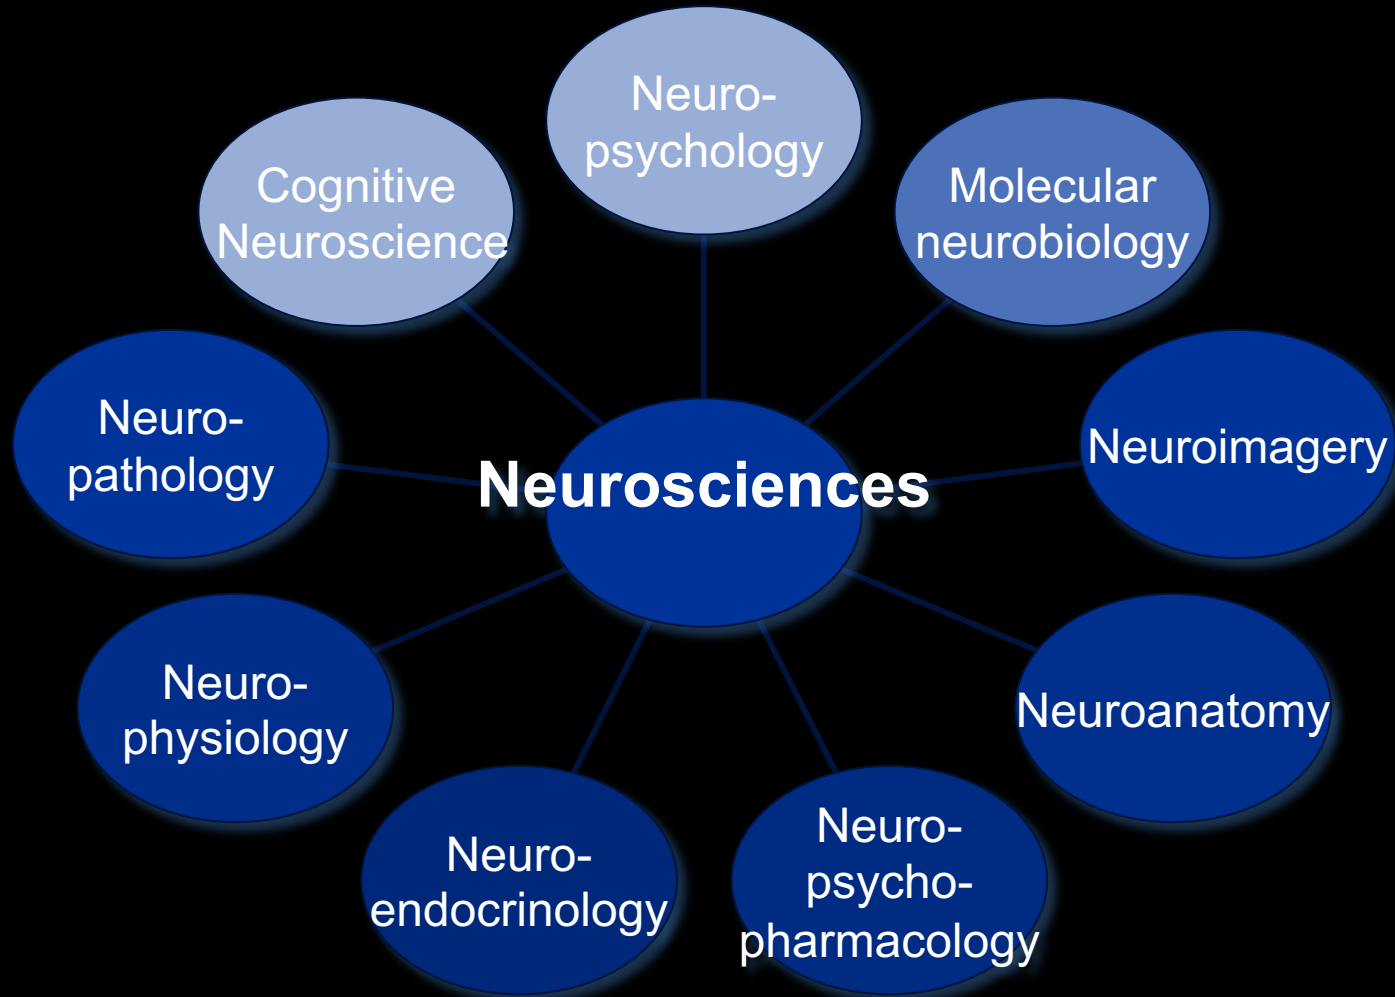 Neuro-
psychology
Cognitive
Neuroscience
Molecular
neurobiology
Neuro-
pathology
Neuroimagery
Neurosciences
Neuro-
physiology
Neuroanatomy
Neuro-
endocrinology
Neuro-
psycho-
pharmacology